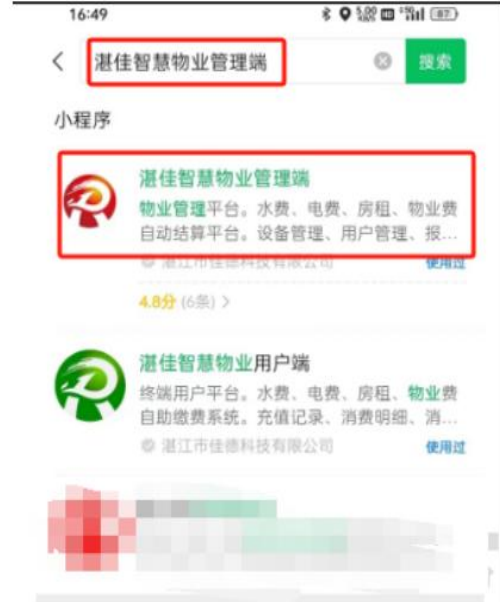 16:49
5.00 KB/s 5G 87
湛佳智慧物业管理端
搜索
小程序
湛佳智慧物业管理端
物业管理平台。水费、电费、房租、物业费
自动结算平台。设备管理、用户管理、报...
湛江市佳德科技有限公司
使用过
4.8分 (6条)
湛佳智慧物业用户端
终端用户平台。水费、电费、房租、物业费
自助缴费系统。充值记录、消费明细、消...
湛江市佳德科技有限公司
使用过